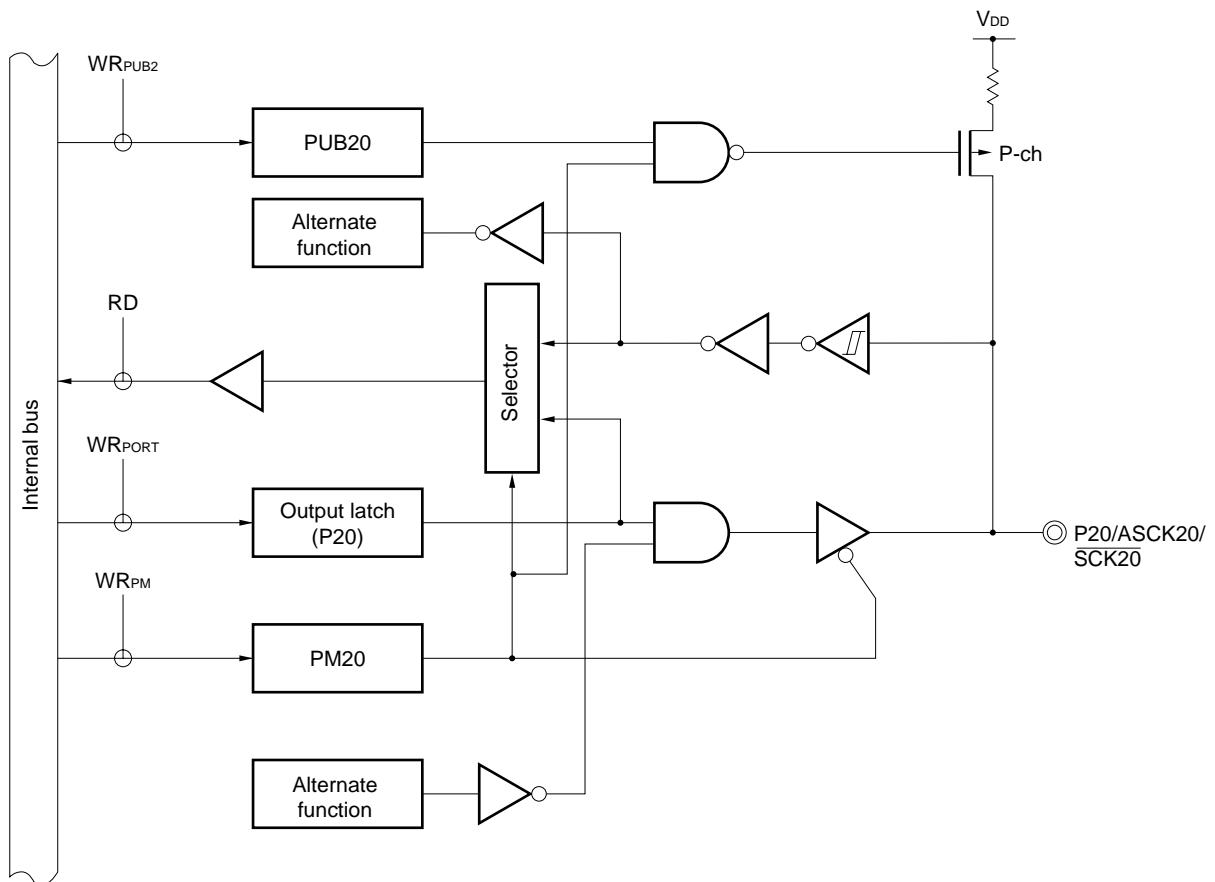 VDD
WRPUB2
PUB20
P-ch
Alternate
function
RD
Selector
Internal bus
WRPORT
Output latch
(P20)
P20/ASCK20/
SCK20
WRPM
PM20
Alternate
function